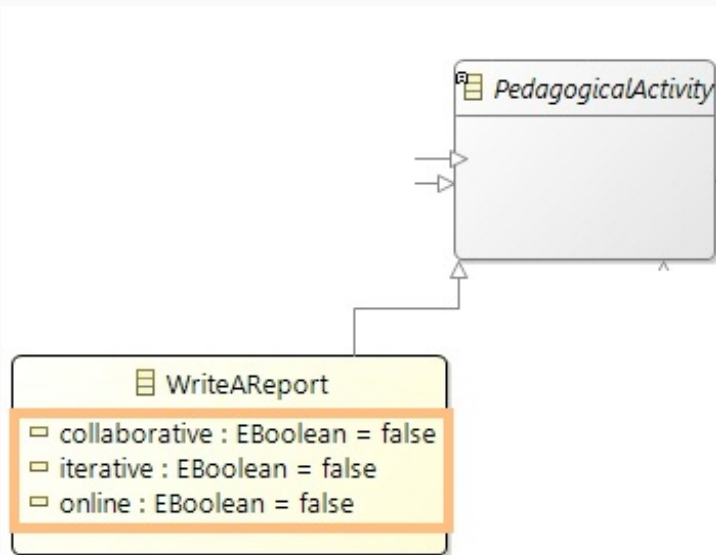 PedagogicalActivity
WriteAReport
collaborative : EBoolean = false
iterative : EBoolean = false
online : EBoolean = false